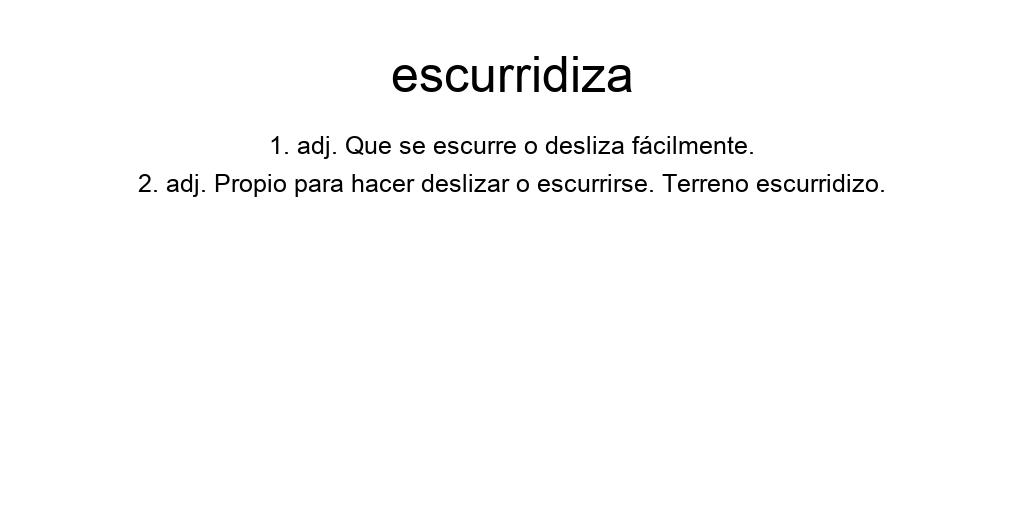 escurridiza
1. adj. Que se escurre o desliza fácilmente.
2. adj. Propio para hacer deslizar o escurrirse. Terreno escurridizo.